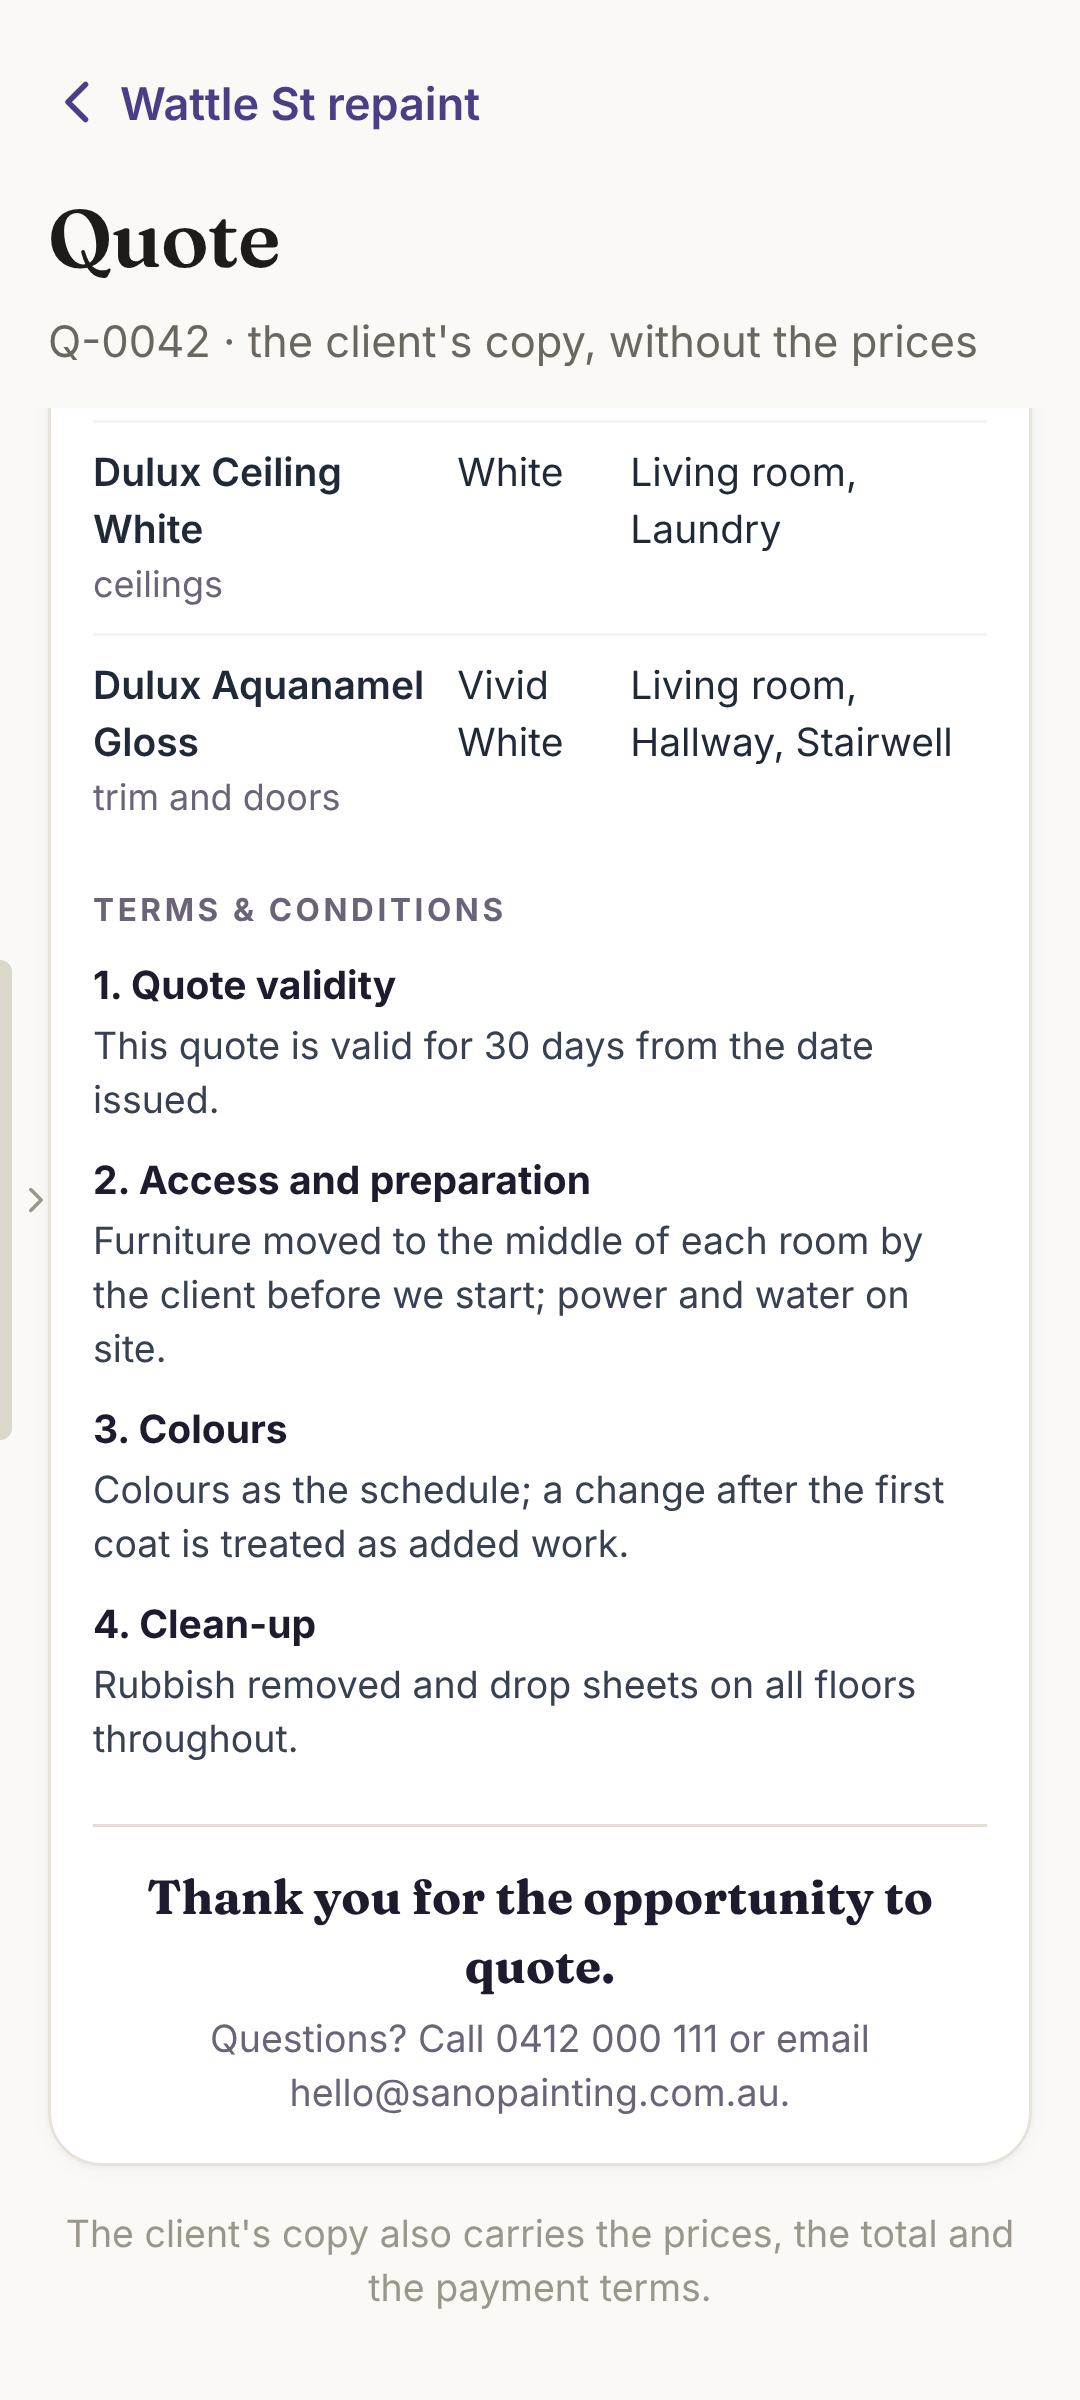 Wattle St repaint
Quote
Q-0042 · the client's copy, without the prices
Dulux Ceiling White Living room,
White Laundry
ceilings
Dulux Aquanamel Vivid Living room,
Gloss White Hallway, Stairwell
trim and doors
TERMS & CONDITIONS
1. Quote validity
This quote is valid for 30 days from the date
issued.
2. Access and preparation
Furniture moved to the middle of each room by
the client before we start; power and water on
site.
3. Colours
Colours as the schedule; a change after the first
coat is treated as added work.
4. Clean-up
Rubbish removed and drop sheets on all floors
throughout.
Thank you for the opportunity to
quote.
Questions? Call 0412 000 111 or email
hello@sanopainting.com.au.
The client's copy also carries the prices, the total and
the payment terms.